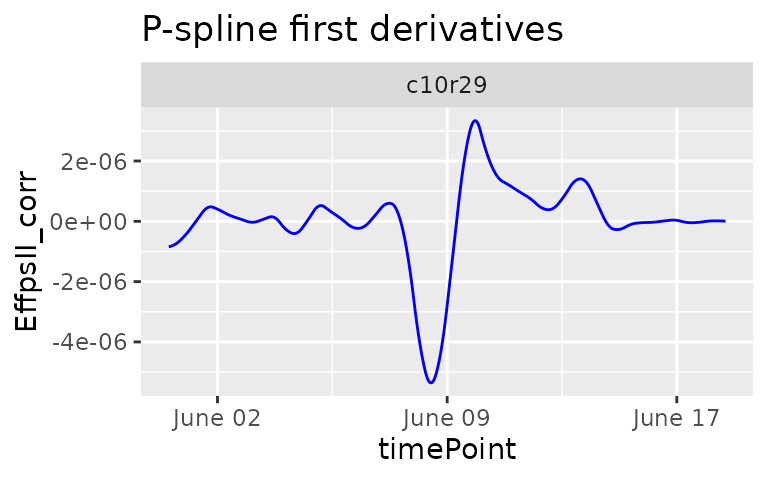 P-spline first derivatives
c10r29
EffpsII_corr
2e-06
0e+00
-2e-06
-4e-06
June 02
June 09
June 17
timePoint